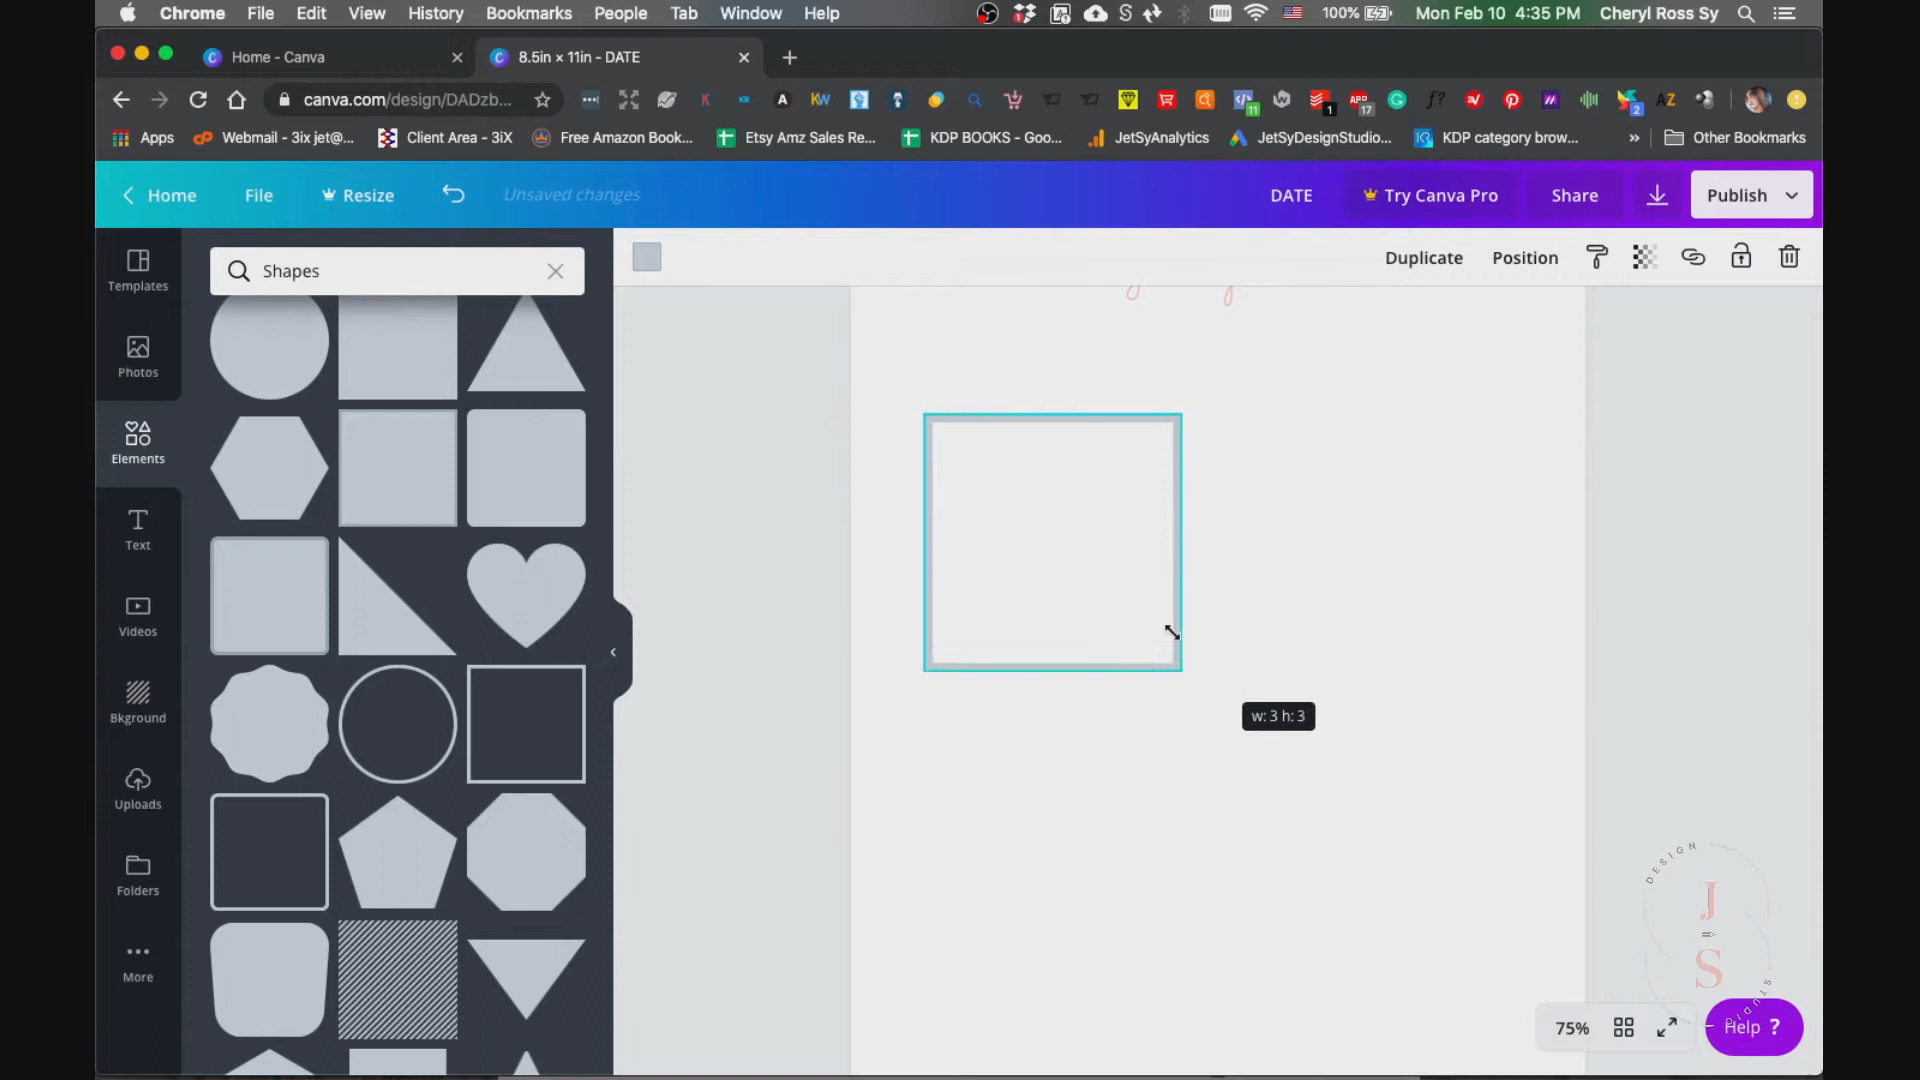 Chrome File Edit View History Bookmarks People Tab Window Help 100% Mon Feb 10 4:35 PM Cheryl Ross Sy
Home - Canva 8.5in × 11in - DATE
canva.com/design/DADzb...
Apps Webmail - 3ix jet@... Client Area - 3iX Free Amazon Book... Etsy Amz Sales Re... KDP BOOKS - Goo... JetSyAnalytics JetSyDesignStudio... KDP category brow... » Other Bookmarks
Home File Resize Unsaved changes DATE Try Canva Pro Share Publish
Templates
Shapes
Duplicate Position
Photos
Elements
Text
Videos
Bkground
w: 3 h: 3
Uploads
Folders
More
DESIGN
J
S
STUDIO
75%
Help ?